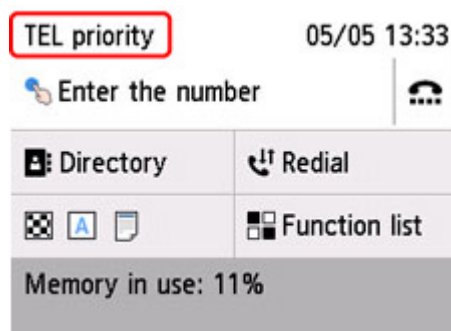 TEL priority 05/05 13:33
Enter the number
Directory Redial
A Function list
Memory in use: 11%